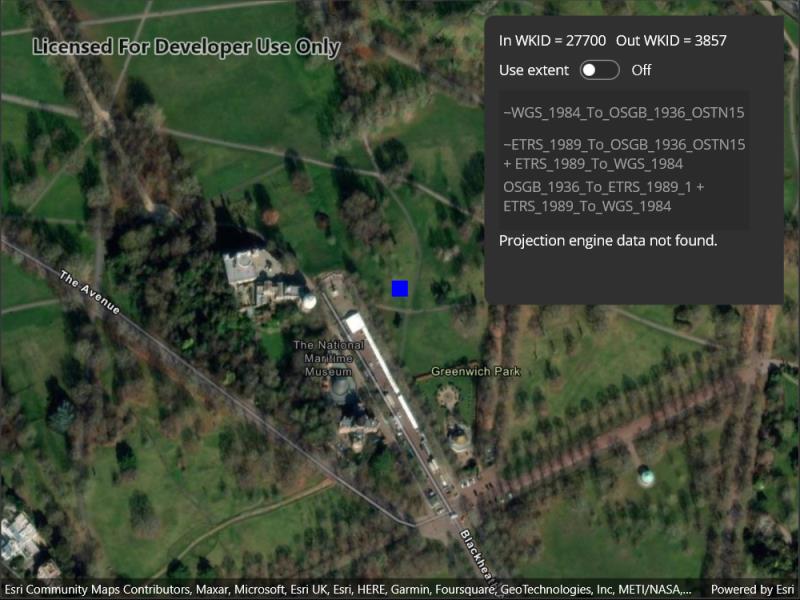 Licensed For Developer Use Only
In WKID = 27700 Out WKID = 3857
Use extent Off
~WGS_1984_To_OSGB_1936_OSTN15
~ETRS_1989_To_OSGB_1936_OSTN15
+ ETRS_1989_To_WGS_1984
OSGB_1936_To_ETRS_1989_1 +
ETRS_1989_To_WGS_1984
Projection engine data not found.
The Avenue
The National
Maritime
Museum
Greenwich Park
Esri Community Maps Contributors, Maxar, Microsoft, Esri UK, Esri, HERE, Garmin, Foursquare, GeoTechnologies, Inc, METI/NASA,... Powered by Esri